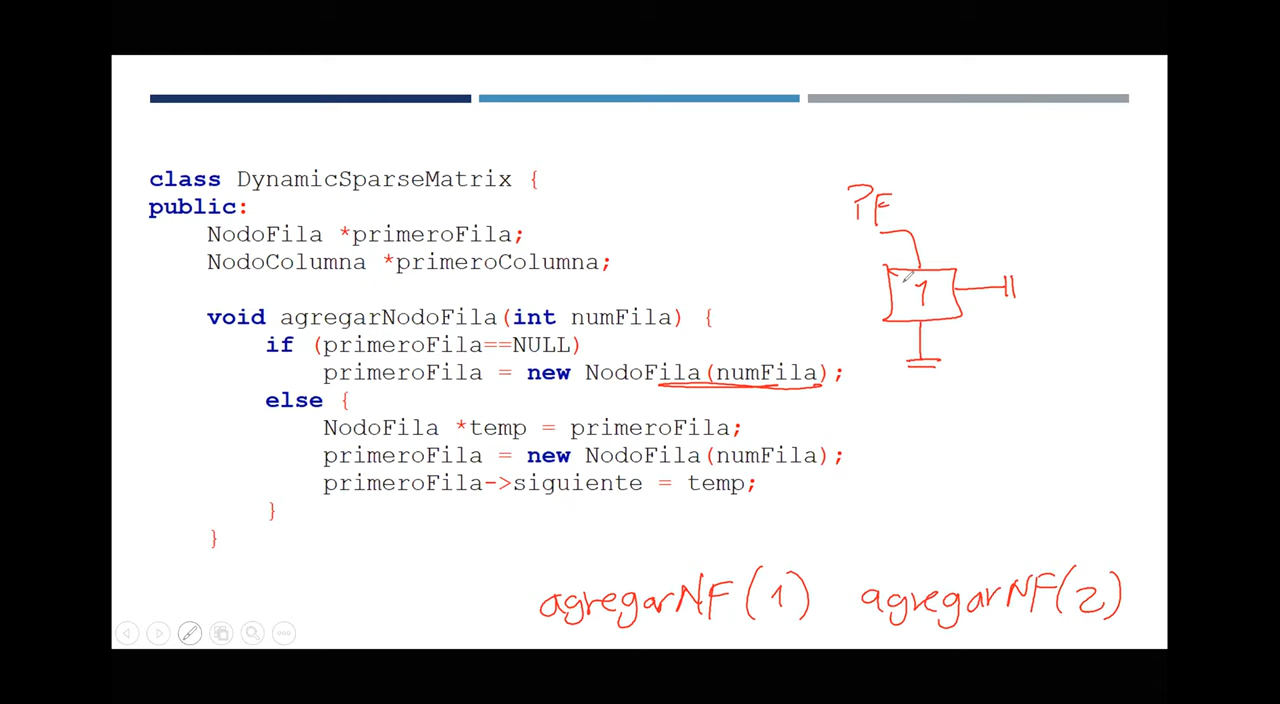 class DynamicSparseMatrix {
public:
NodoFila *primeroFila;
NodoColumna *primeroColumna;
void agregarNodoFila(int numFila) {
if (primeroFila==NULL)
primeroFila = new NodoFila(numFila);
else {
NodoFila *temp = primeroFila;
primeroFila = new NodoFila(numFila);
primeroFila->siguiente = temp;
}
}
PF
1
agregarNF(1) agregarNF(2)